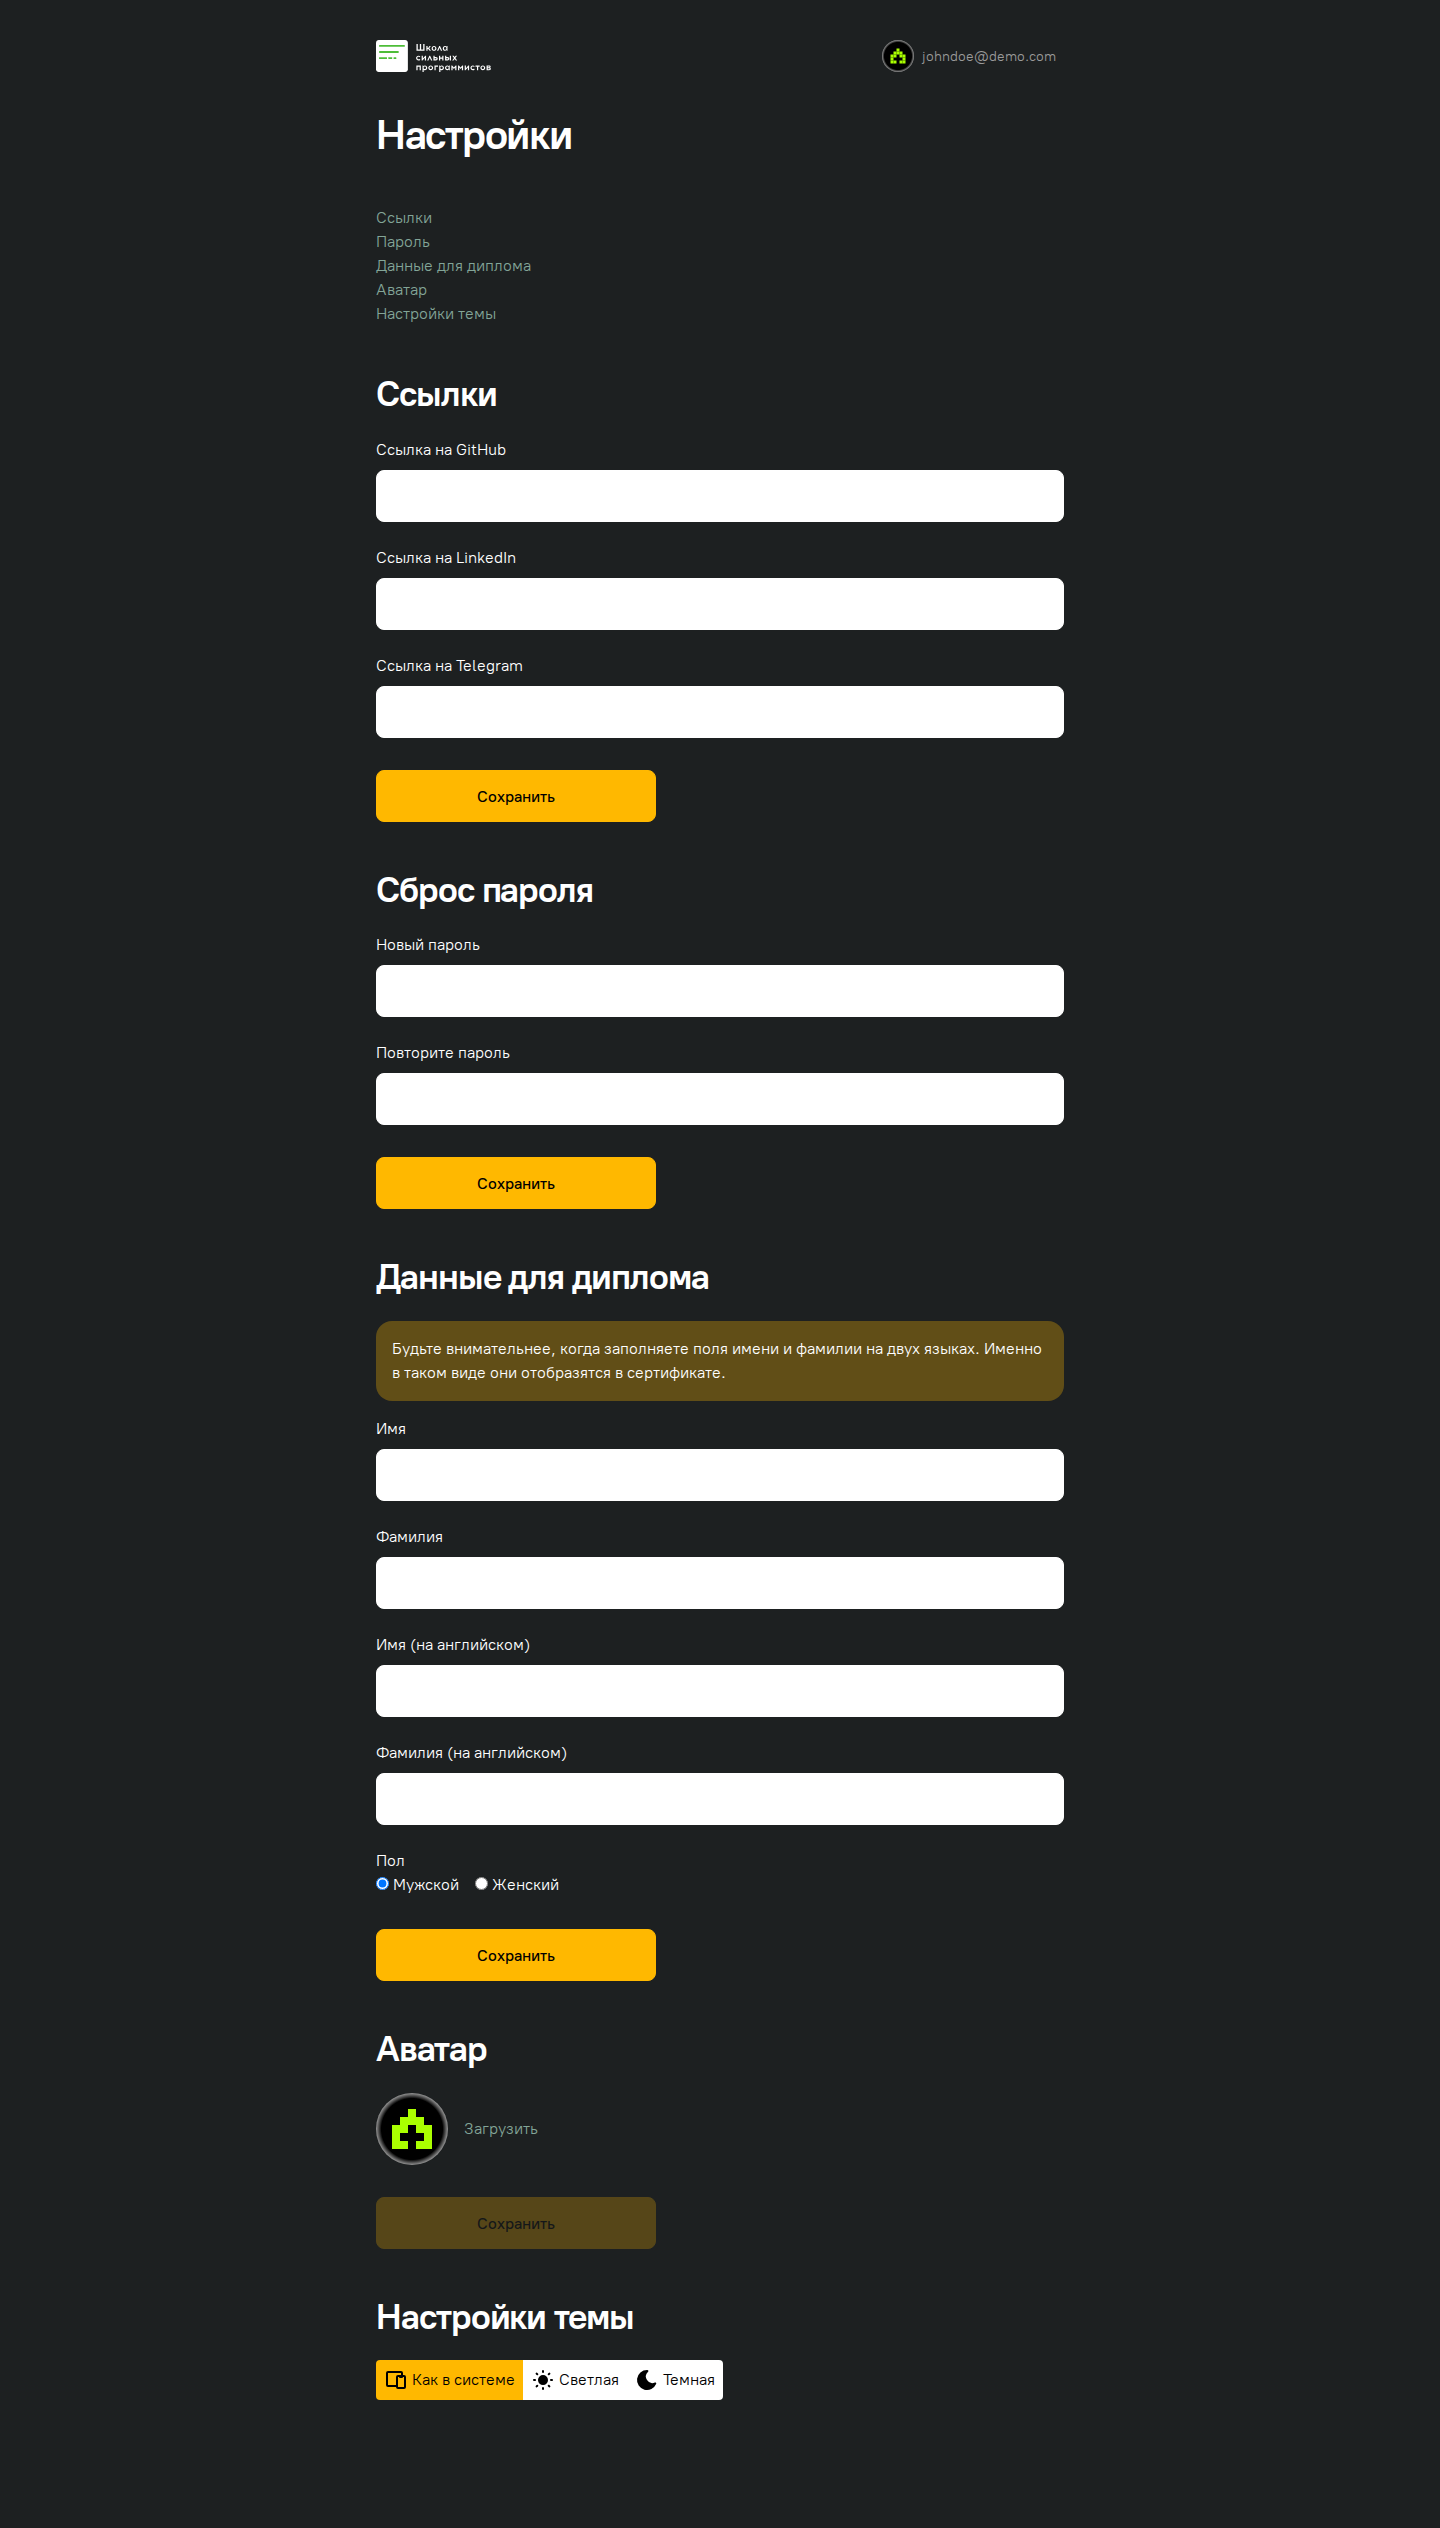 Школа
сильных
программистов
johndoe@demo.com
Настройки
Ссылки
Пароль
Данные для диплома
Аватар
Настройки темы
Ссылки
Ссылка на GitHub
Ссылка на LinkedIn
Ссылка на Telegram
Сохранить
Сброс пароля
Новый пароль
Повторите пароль
Сохранить
Данные для диплома
Будьте внимательнее, когда заполняете поля имени и фамилии на двух языках. Именно
в таком виде они отобразятся в сертификате.
Имя
Фамилия
Имя (на английском)
Фамилия (на английском)
Пол
Мужской Женский
Сохранить
Аватар
Загрузить
Сохранить
Настройки темы
Как в системе Светлая Темная